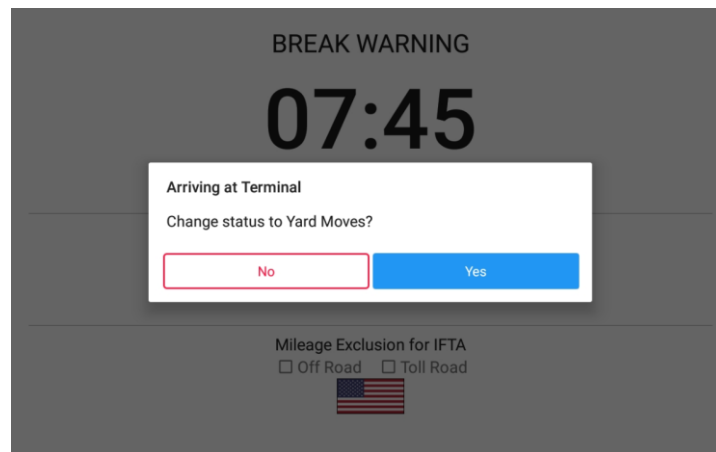 BREAK WARNING
07:45
Arriving at Terminal
Change status to Yard Moves?
No Yes
Mileage Exclusion for IFTA
Off Road Toll Road